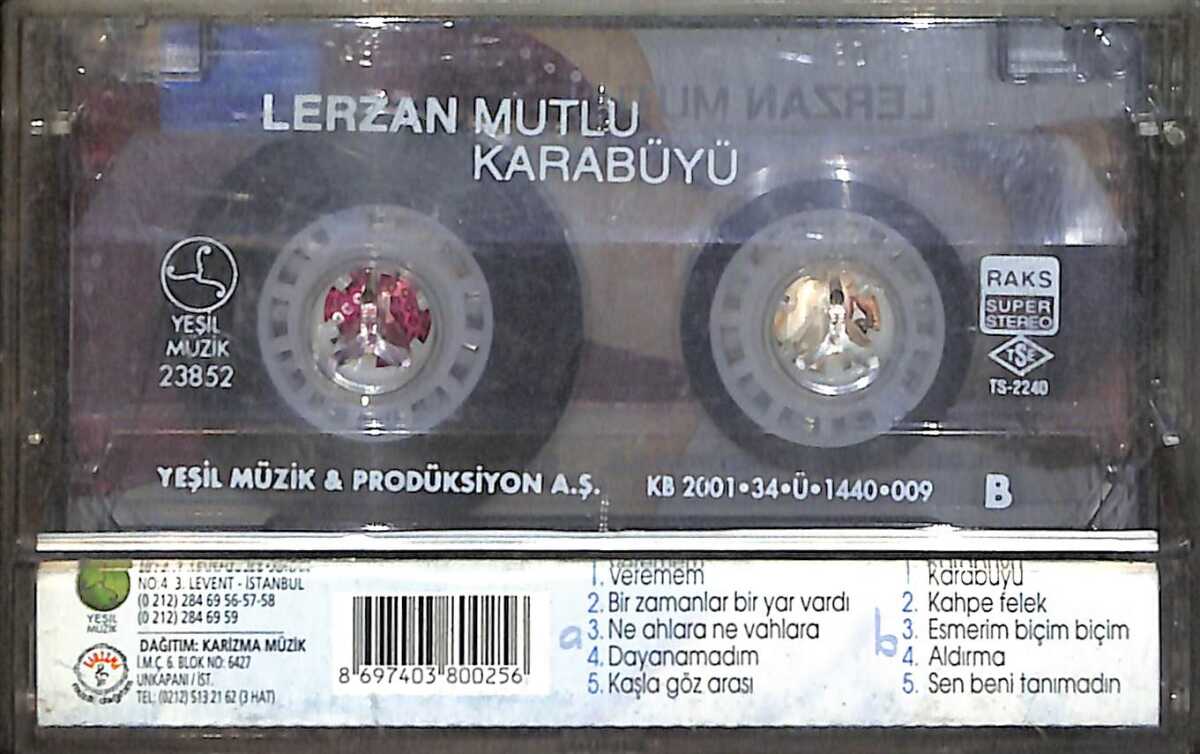 LERZAN MUTLU
KARABÜYÜ
YEŞİL
MÜZİK
23852
RAKS
SUPER
STEREO
TSE
TS-2240
YEŞİL MÜZİK & PRODÜKSİYON A.Ş.
KB 2001•34•Ü•1440•009
B
YEŞİL
MÜZİK
NO:4 3. LEVENT - İSTANBUL
(0 212) 284 69 56-57-58
(0 212) 284 69 59
DAĞITIM: KARİZMA MÜZİK
İ.M.Ç. 6. BLOK NO: 6427
UNKAPANI / İST.
TEL: (0212) 513 21 62 (3 HAT)
8 697403 800256
a
1. Veremem
2. Bir zamanlar bir yar vardı
3. Ne ahlara ne vahlara
4. Dayanamadım
5. Kaşla göz arası
b
1 Karabüyü
2. Kahpe felek
3. Esmerim biçim biçim
4. Aldırma
5. Sen beni tanımadın